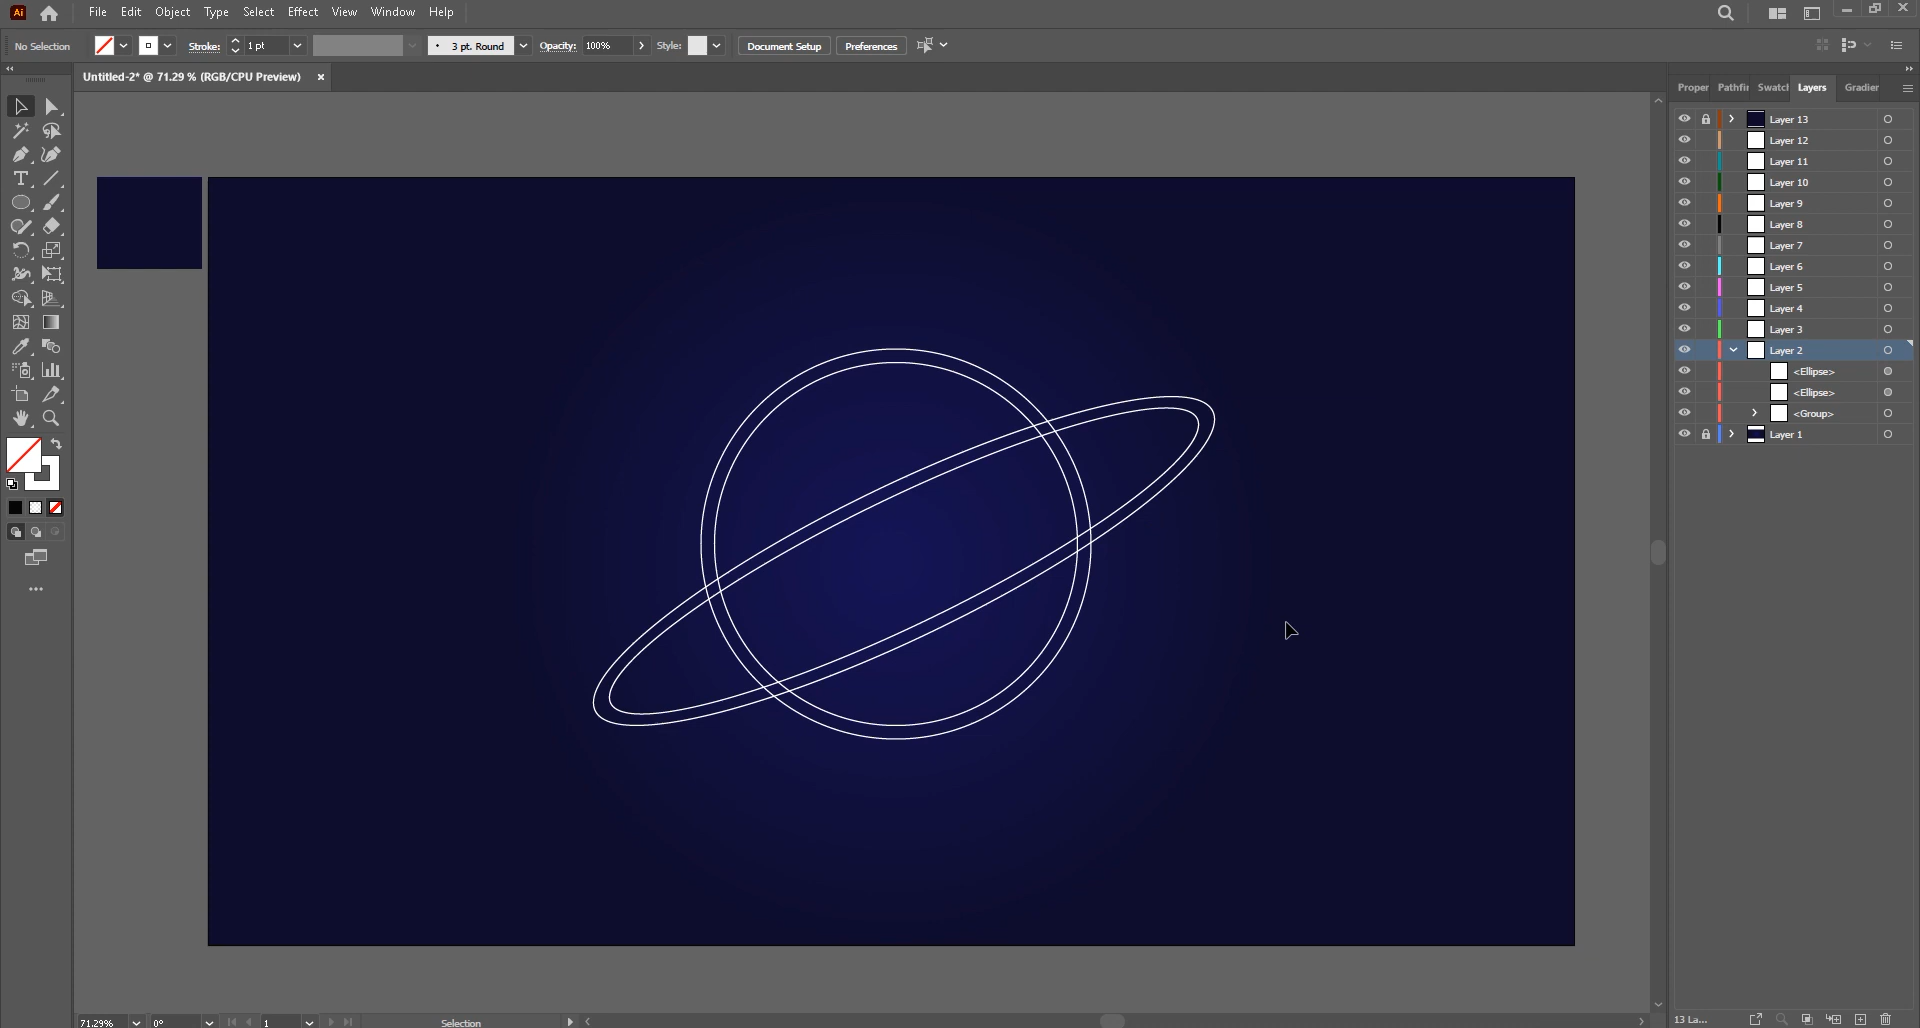 Ai File Edit Object Type Select Effect View Window Help
No Selection Stroke: 1 pt 3 pt. Round Opacity: 100% Style: Document Setup Preferences
Untitled-2* @ 71.29 % (RGB/CPU Preview) ×
Proper Pathfi Swatcl Layers Gradier
Layer 13
Layer 12
Layer 11
Layer 10
Layer 9
Layer 8
Layer 7
Layer 6
Layer 5
Layer 4
Layer 3
Layer 2
<Ellipse>
<Ellipse>
<Group>
Layer 1
71.29% 0° 1 Selection
13 La...